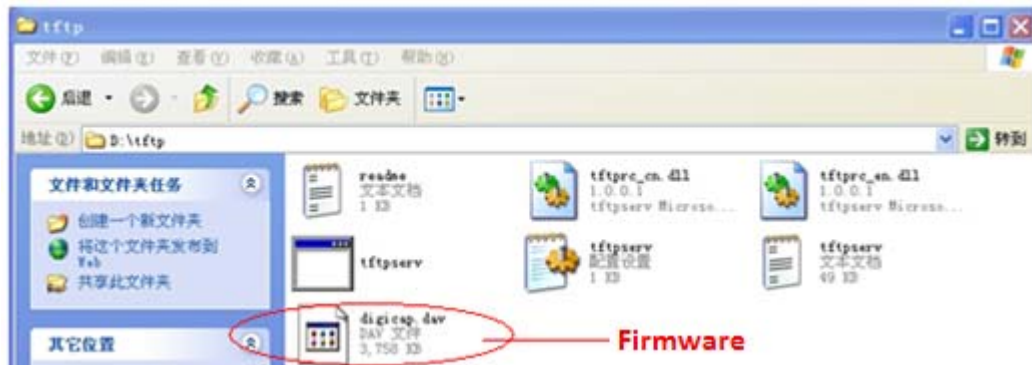 tftp
文件(F) 编辑(E) 查看(V) 收藏(A) 工具(T) 帮助(H)
后退 搜索 文件夹
地址(D) D:\tftp 转到
文件和文件夹任务
创建一个新文件夹
将这个文件夹发布到
Web
共享此文件夹
其它位置
readme
文本文档
1 KB
tftprc_cn.dll
1.0.0.1
tftpserv Microso...
tftprc_en.dll
1.0.0.1
tftpserv Microso...
tftpserv
tftpserv
配置设置
1 KB
tftpserv
文本文档
49 KB
digicap.dav
DAV 文件
3,758 KB
Firmware